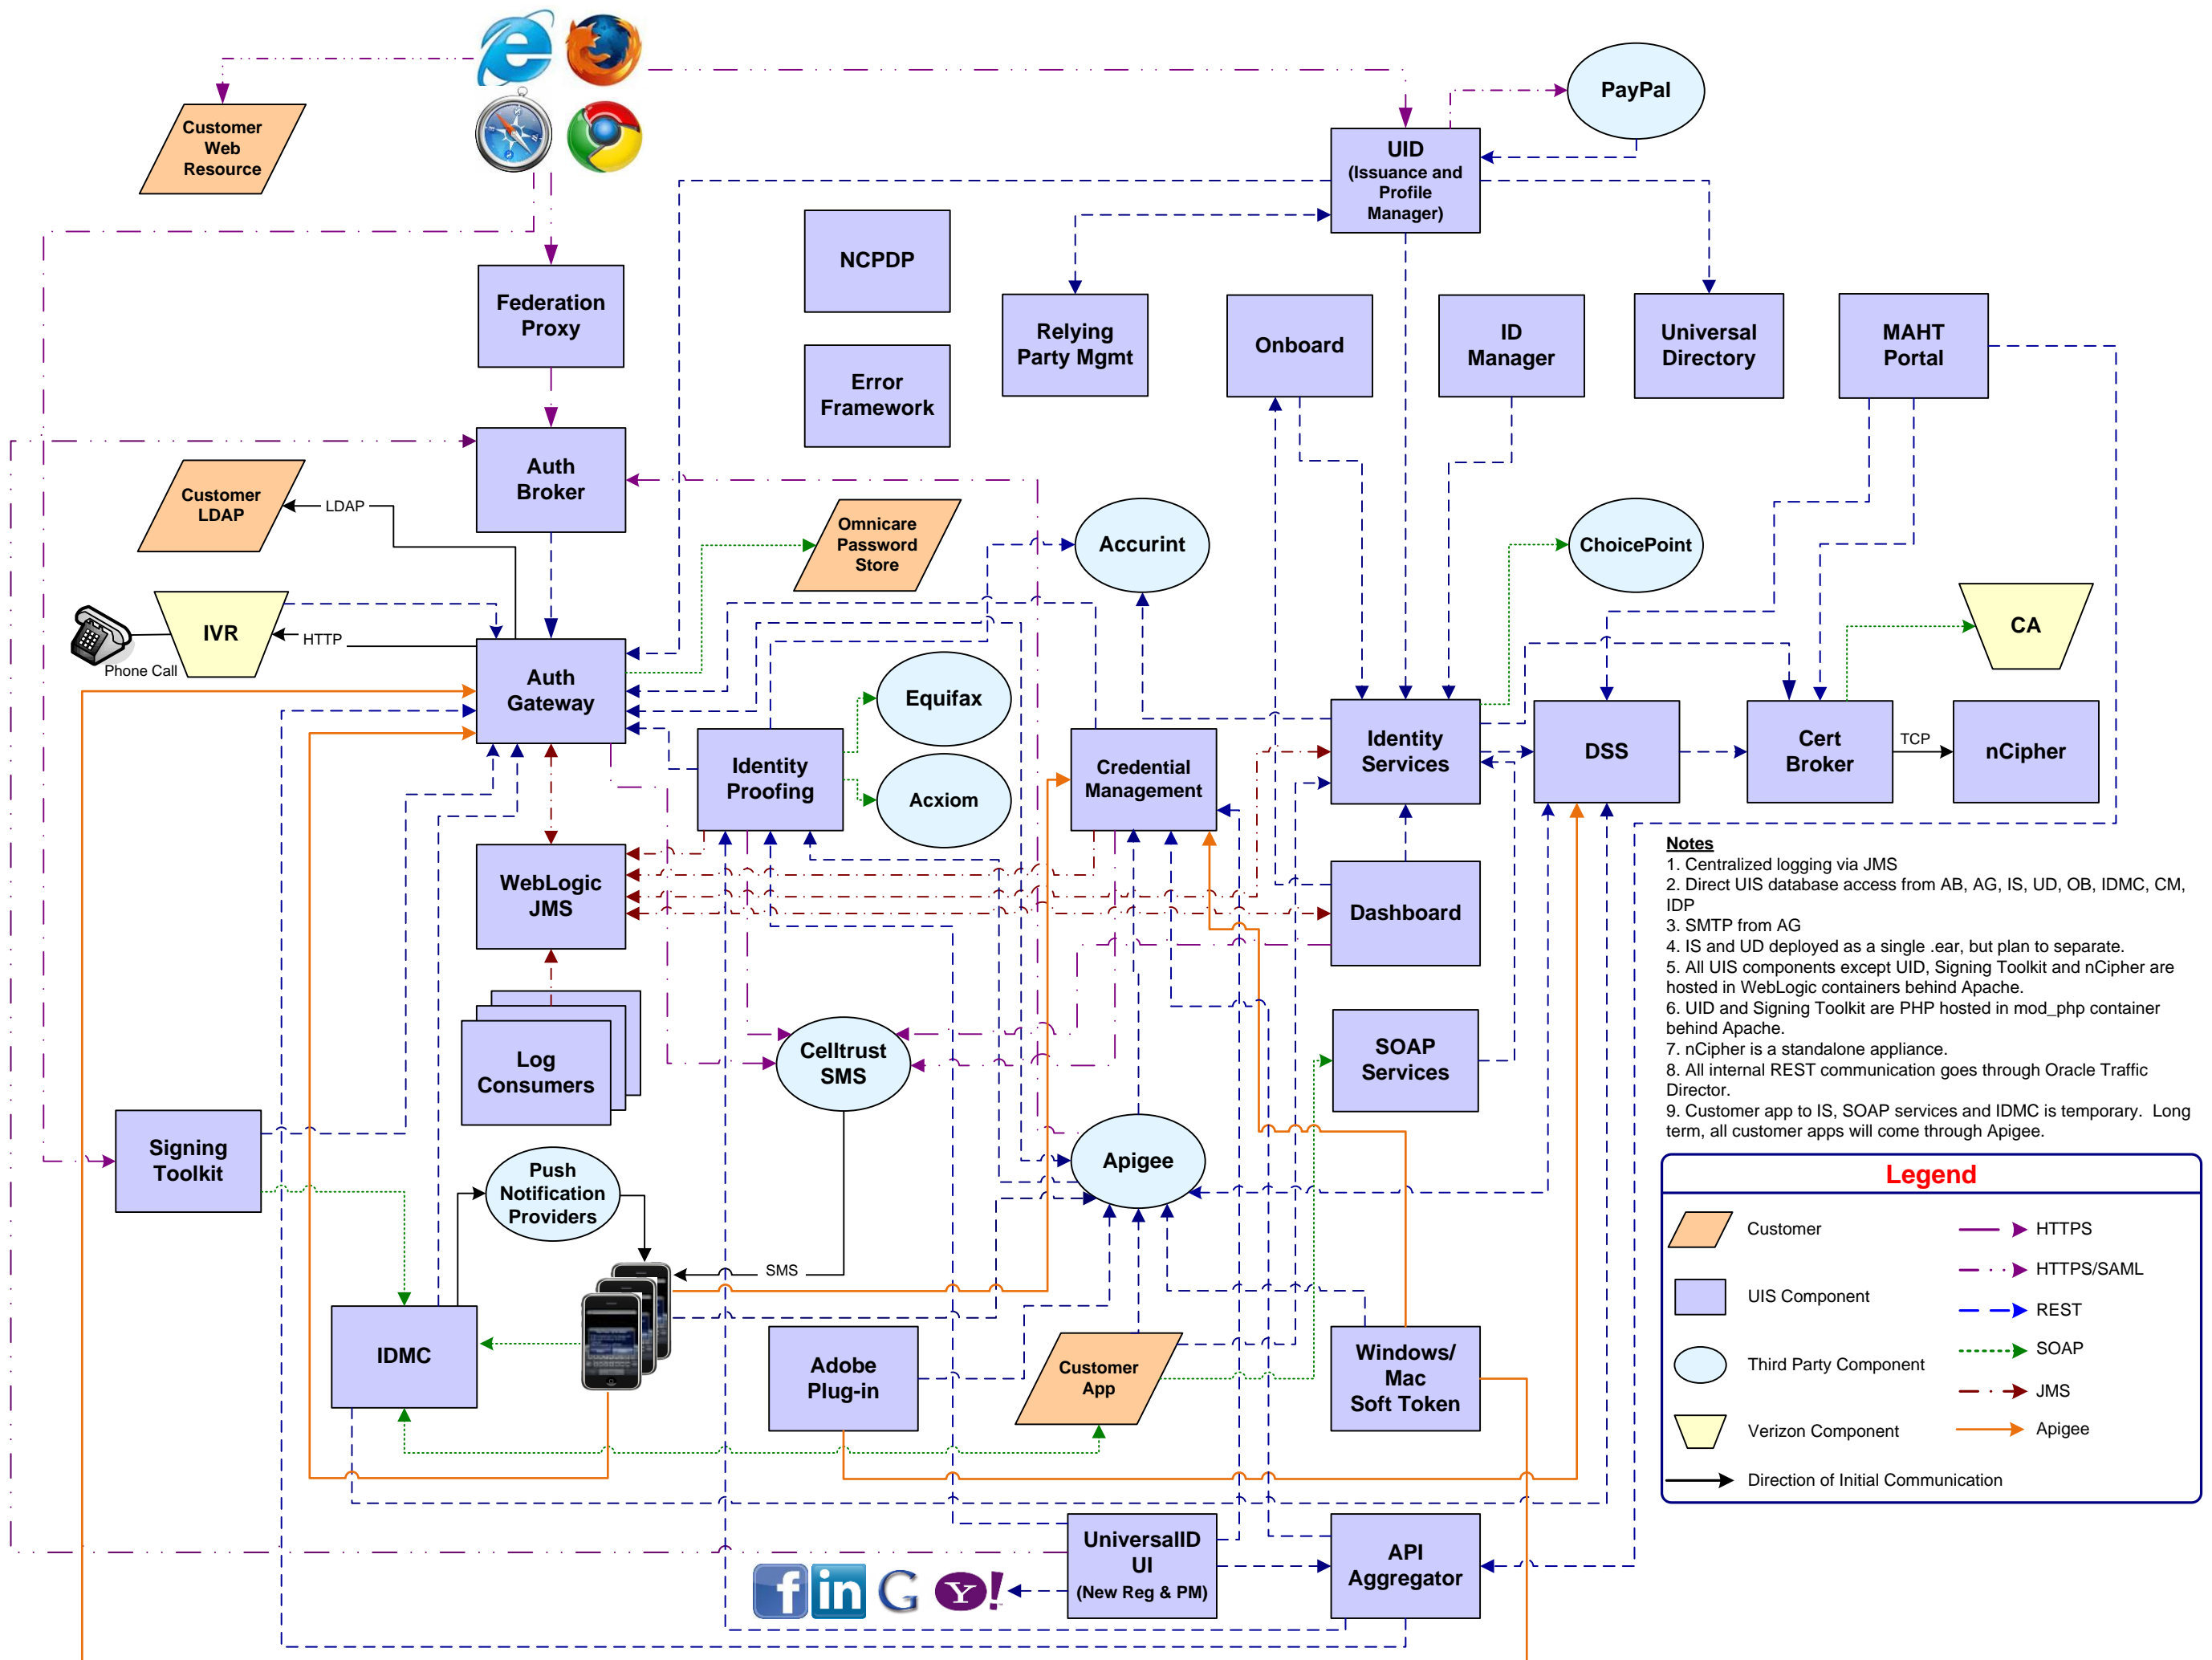 PayPal
Customer
Web
Resource
UID
(Issuance and
Profile
Manager)
NCPDP
Federation
Proxy
Relying
Party Mgmt
Onboard
ID
Manager
Universal
Directory
MAHT
Portal
Error
Framework
Auth
Broker
Customer
LDAP
LDAP
Omnicare
Password
Store
Accurint
ChoicePoint
IVR
HTTP
Phone Call
CA
Auth
Gateway
Equifax
Identity
Proofing
Acxiom
Credential
Management
Identity
Services
DSS
Cert
Broker
TCP
nCipher
WebLogic
JMS
Dashboard
Notes
1. Centralized logging via JMS
2. Direct UIS database access from AB, AG, IS, UD, OB, IDMC, CM,
IDP
3. SMTP from AG
4. IS and UD deployed as a single .ear, but plan to separate.
5. All UIS components except UID, Signing Toolkit and nCipher are
hosted in WebLogic containers behind Apache.
6. UID and Signing Toolkit are PHP hosted in mod_php container
behind Apache.
7. nCipher is a standalone appliance.
8. All internal REST communication goes through Oracle Traffic
Director.
9. Customer app to IS, SOAP services and IDMC is temporary.  Long
term, all customer apps will come through Apigee.
Log
Consumers
Celltrust
SMS
SOAP
Services
Signing
Toolkit
Push
Notification
Providers
Apigee
SMS
IDMC
Adobe
Plug-in
Customer
App
Windows/
Mac
Soft Token
Legend
Customer
HTTPS
HTTPS/SAML
UIS Component
REST
SOAP
Third Party Component
JMS
Verizon Component
Apigee
Direction of Initial Communication
UniversalID
UI
(New Reg & PM)
API
Aggregator
f
in
G
Y!